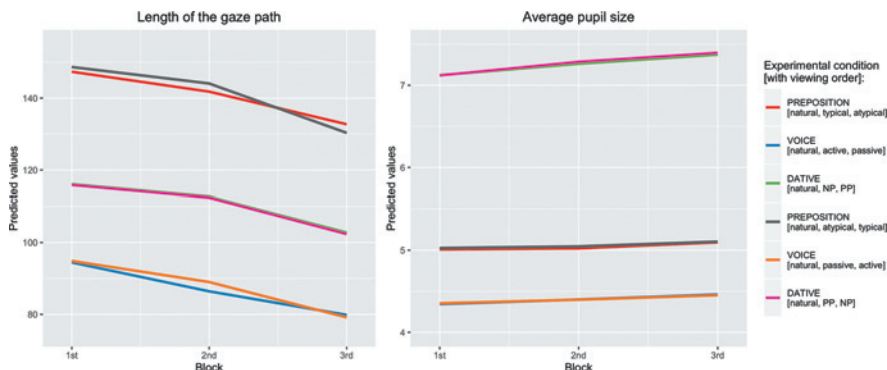 Length of the gaze path
Average pupil size
Predicted values
140
120
100
80
1st
2nd
3rd
Block
Predicted values
7
6
5
4
1st
2nd
3rd
Block
Experimental condition
[with viewing order]:
PREPOSITION
[natural, typical, atypical]
VOICE
[natural, active, passive]
DATIVE
[natural, NP, PP]
PREPOSITION
[natural, atypical, typical]
VOICE
[natural, passive, active]
DATIVE
[natural, PP, NP]